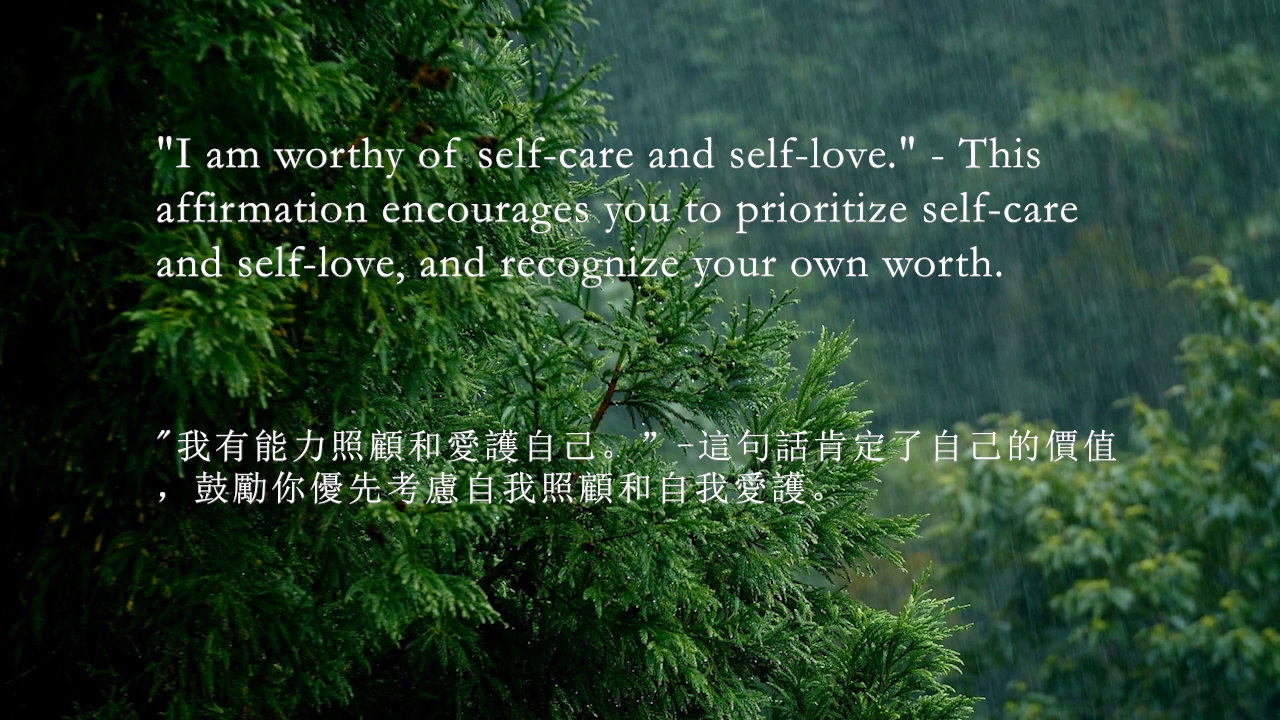 "I am worthy of self-care and self-love." - This
affirmation encourages you to prioritize self-care
and self-love, and recognize your own worth.
"我有能力照顧和愛護自己。”-這句話肯定了自己的價值
，鼓勵你優先考慮自我照顧和自我愛護。